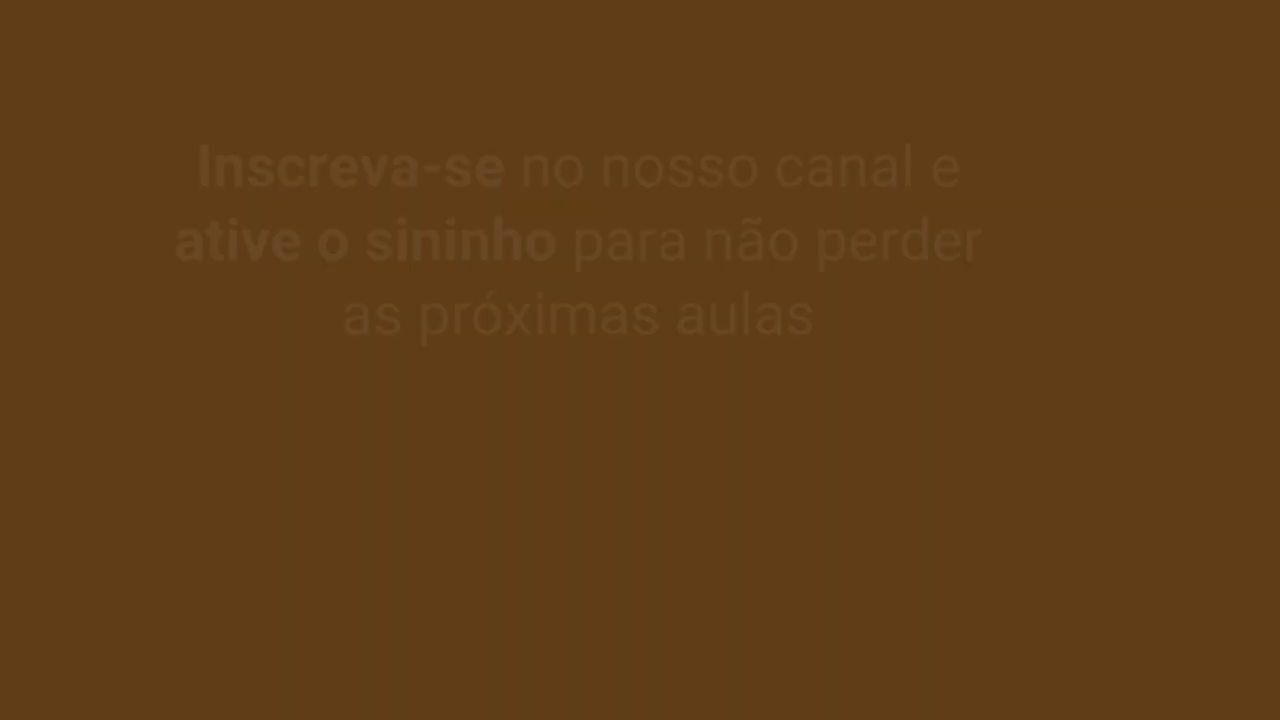 Inscreva-se no nosso canal e
ative o sininho para não perder
as próximas aulas